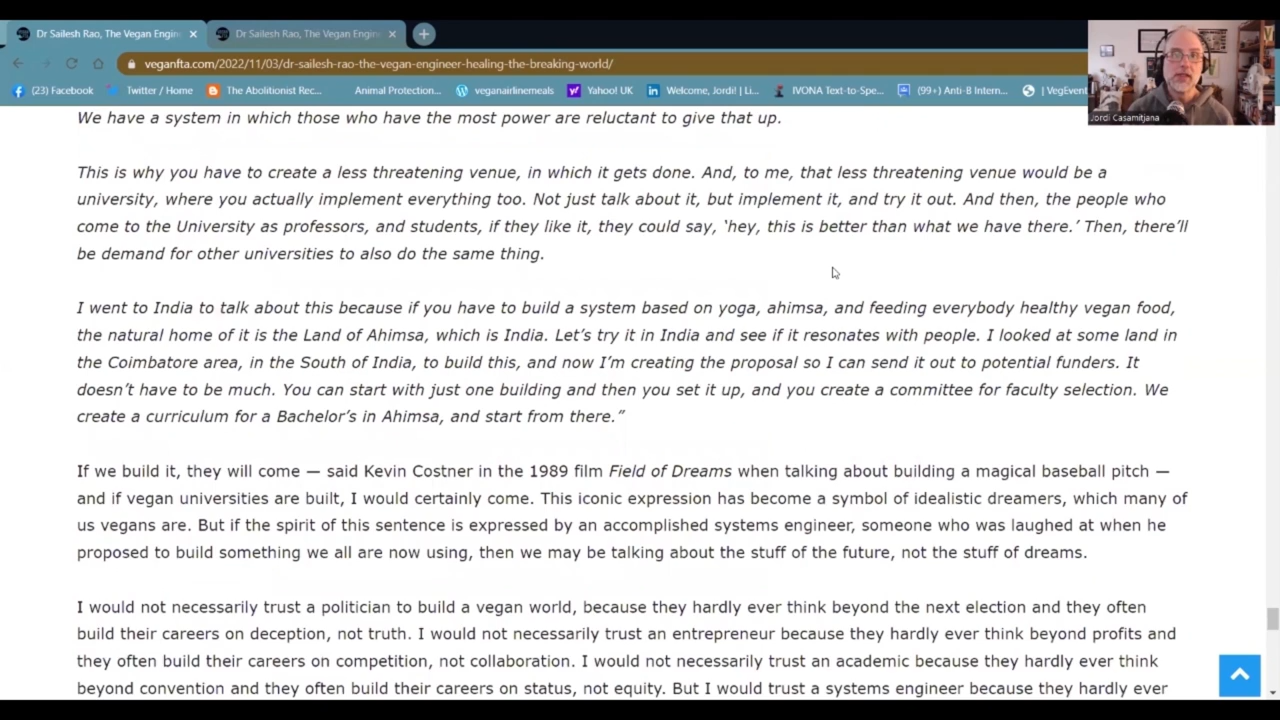 Dr Sailesh Rao, The Vegan Engin
Dr Sailesh Rao, The Vegan Engin
veganfta.com/2022/11/03/dr-sailesh-rao-the-vegan-engineer-healing-the-breaking-world/
(23) Facebook
Twitter / Home
The Abolitionist Rec...
Animal Protection...
veganairlinemeals
Yahoo! UK
Welcome, Jordi! | Li...
IVONA Text-to-Spe...
(99+) Anti-8 Intern...
| VegEvent
Jordi Casamitjana
We have a system in which those who have the most power are reluctant to give that up.
This is why you have to create a less threatening venue, in which it gets done. And, to me, that less threatening venue would be a
university, where you actually implement everything too. Not just talk about it, but implement it, and try it out. And then, the people who
come to the University as professors, and students, if they like it, they could say, ‘hey, this is better than what we have there.’ Then, there’ll
be demand for other universities to also do the same thing.
I went to India to talk about this because if you have to build a system based on yoga, ahimsa, and feeding everybody healthy vegan food,
the natural home of it is the Land of Ahimsa, which is India. Let’s try it in India and see if it resonates with people. I looked at some land in
the Coimbatore area, in the South of India, to build this, and now I’m creating the proposal so I can send it out to potential funders. It
doesn’t have to be much. You can start with just one building and then you set it up, and you create a committee for faculty selection. We
create a curriculum for a Bachelor’s in Ahimsa, and start from there.”
If we build it, they will come — said Kevin Costner in the 1989 film Field of Dreams when talking about building a magical baseball pitch —
and if vegan universities are built, I would certainly come. This iconic expression has become a symbol of idealistic dreamers, which many of
us vegans are. But if the spirit of this sentence is expressed by an accomplished systems engineer, someone who was laughed at when he
proposed to build something we all are now using, then we may be talking about the stuff of the future, not the stuff of dreams.
I would not necessarily trust a politician to build a vegan world, because they hardly ever think beyond the next election and they often
build their careers on deception, not truth. I would not necessarily trust an entrepreneur because they hardly ever think beyond profits and
they often build their careers on competition, not collaboration. I would not necessarily trust an academic because they hardly ever think
beyond convention and they often build their careers on status, not equity. But I would trust a systems engineer because they hardly ever